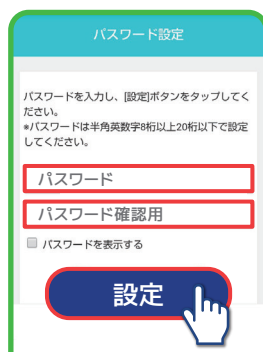 パスワード設定
パスワードを入力し、[設定]ボタンをタップしてく
ださい。
*パスワードは半角英数字8桁以上20桁以下で設定
してください。
パスワード
パスワード確認用
パスワードを表示する
設定